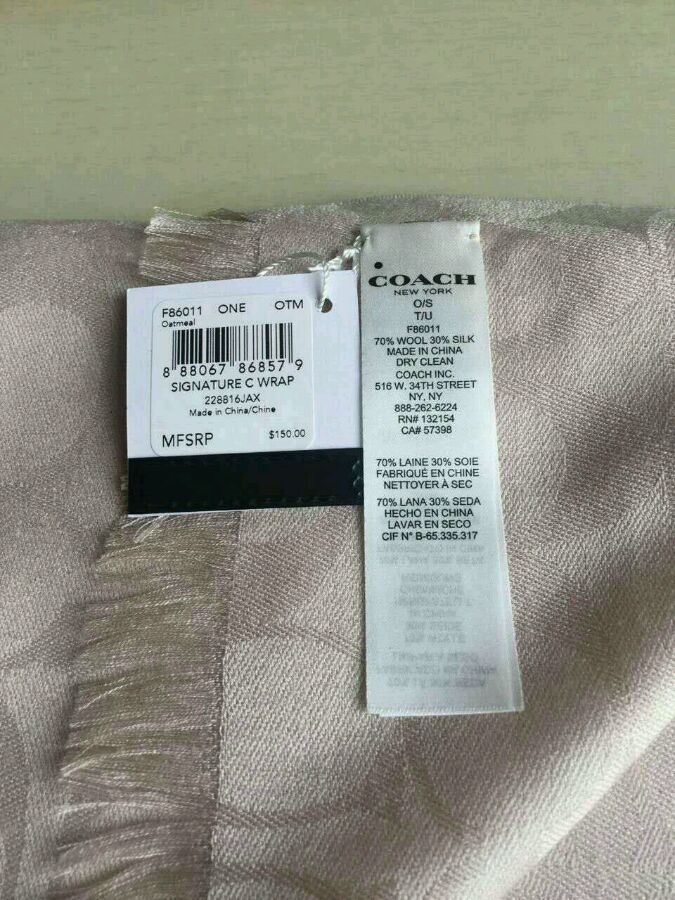 F86011 ONE OTM
Oatmeal
8 88067 86857 9
SIGNATURE C WRAP
228816JAX
Made in China/Chine
MFSRP $150.00
COACH
NEW YORK
O/S
T/U
F86011
70% WOOL 30% SILK
MADE IN CHINA
DRY CLEAN
COACH INC.
516 W. 34TH STREET
NY, NY
888-262-6224
RN# 132154
CA# 57398
70% LAINE 30% SOIE
FABRIQUÉ EN CHINE
NETTOYER À SEC
70% LANA 30% SEDA
HECHO EN CHINA
LAVAR EN SECO
CIF N° B-65.335.317